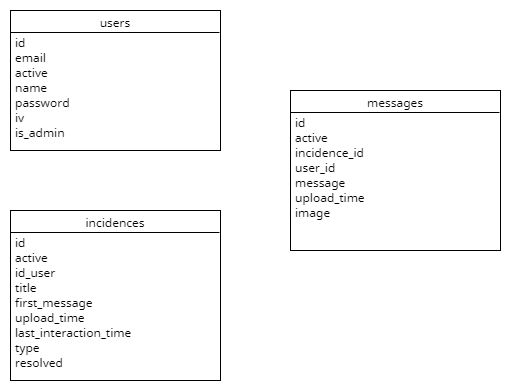 users
id
email
active
name
password
iv
is_admin
messages
id
active
incidence_id
user_id
message
upload_time
image
incidences
id
active
id_user
title
first_message
upload_time
last_interaction_time
type
resolved